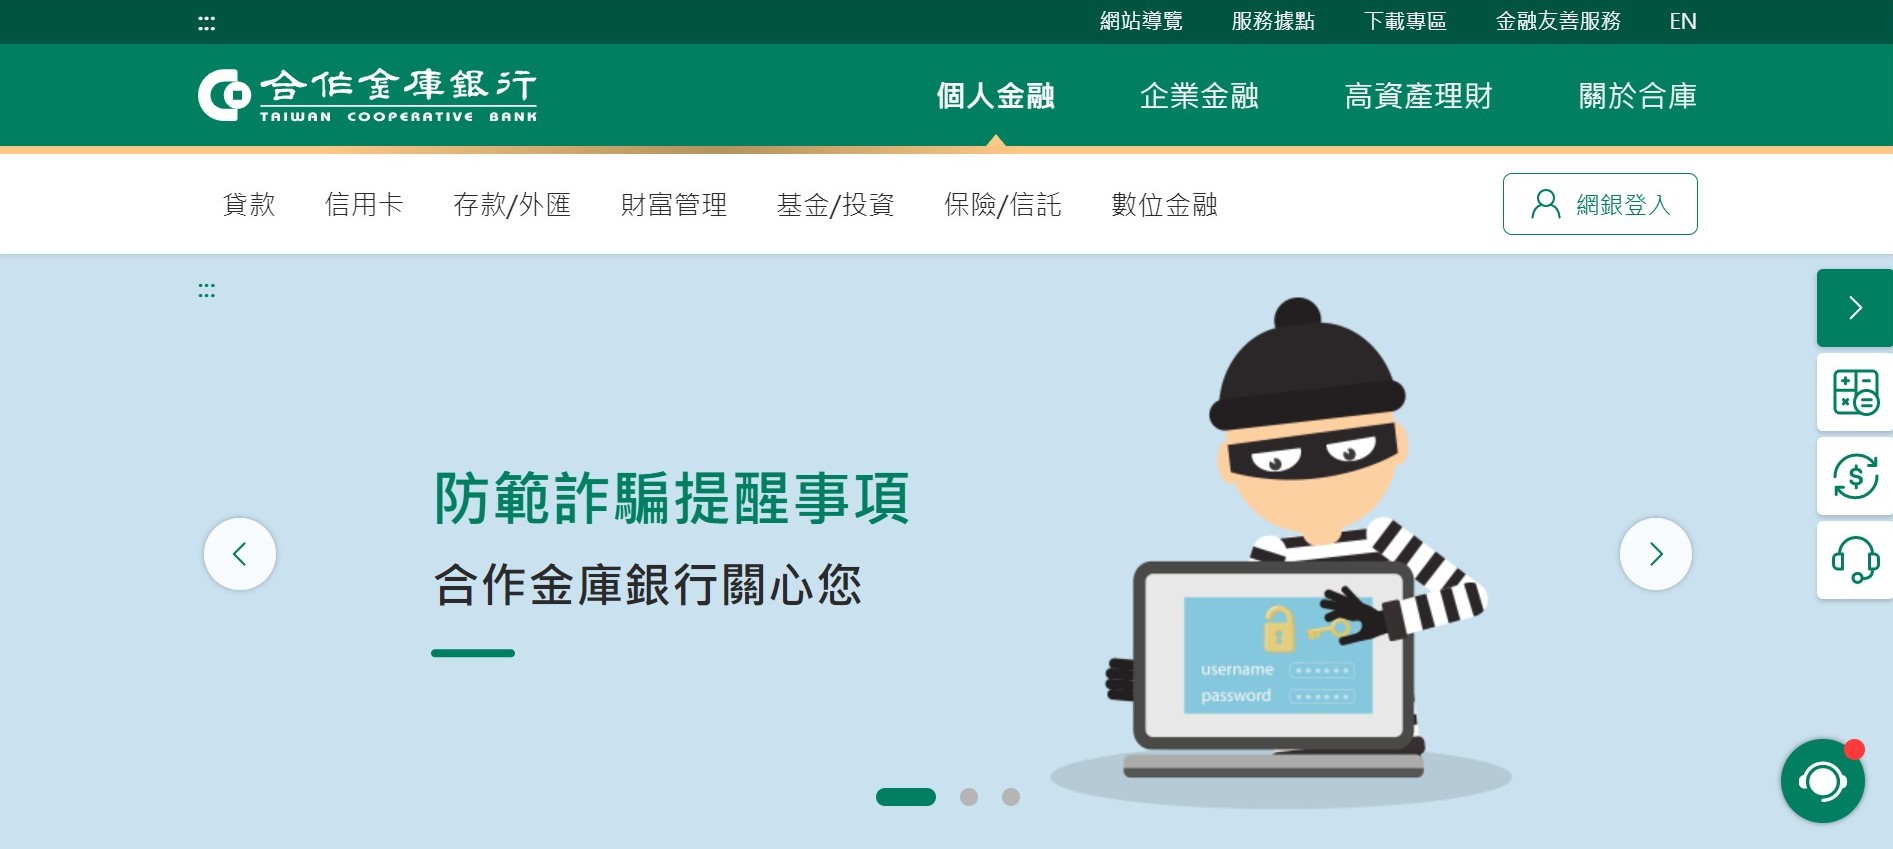 :::
網站導覽 服務據點 下載專區 金融友善服務 EN
合作金庫銀行
TAIWAN COOPERATIVE BANK
個人金融 企業金融 高資產理財 關於合庫
貸款 信用卡 存款/外匯 財富管理 基金/投資 保險/信託 數位金融 網銀登入
:::
防範詐騙提醒事項
合作金庫銀行關心您
username
password